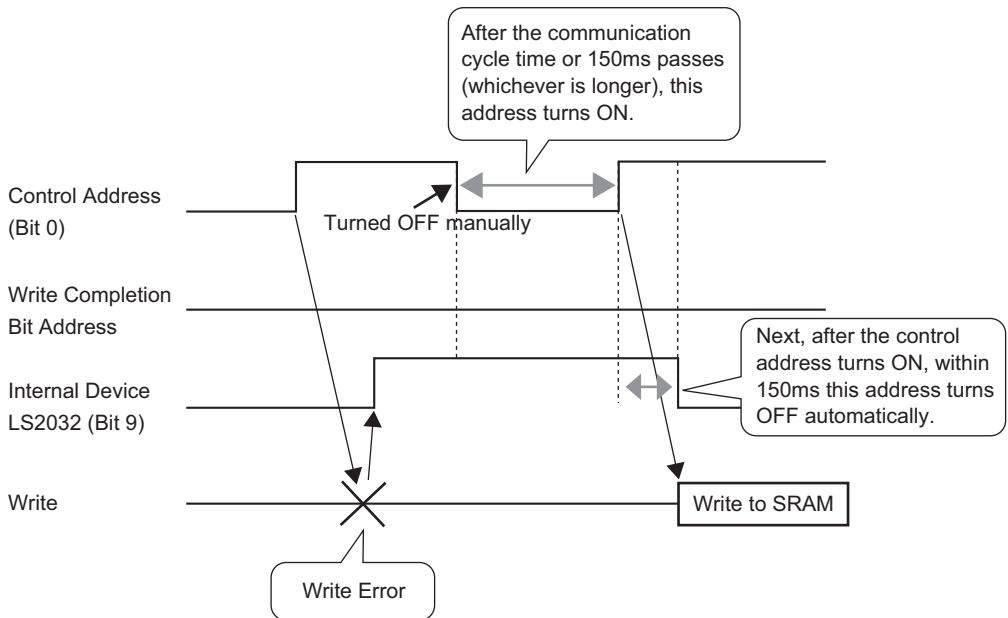 After the communication
cycle time or 150ms passes
(whichever is longer), this
address turns ON.
Control Address
(Bit 0)
Turned OFF manually
Write Completion
Bit Address
Next, after the control
address turns ON, within
150ms this address turns
OFF automatically.
Internal Device
LS2032 (Bit 9)
Write
Write to SRAM
Write Error